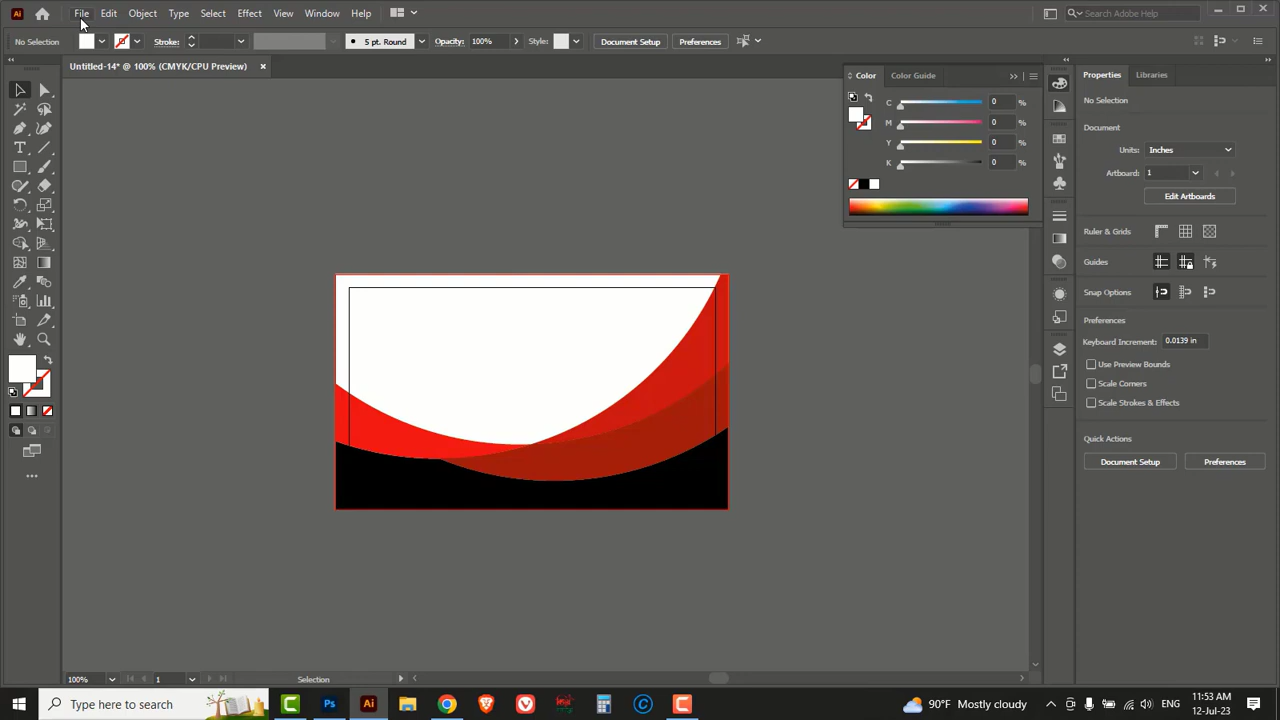 Ai File Edit Object Type Select Effect View Window Help Search Adobe Help
No Selection Stroke: 5 pt. Round Opacity: 100% Style: Document Setup Preferences
Untitled-14* @ 100% (CMYK/CPU Preview)
Color Color Guide
C 0 %
M 0 %
Y 0 %
K 0 %
Properties Libraries
No Selection
Document
Units: Inches
Artboard: 1
Edit Artboards
Ruler & Grids
Guides
Snap Options
Preferences
Keyboard Increment: 0.0139 in
Use Preview Bounds
Scale Corners
Scale Strokes & Effects
Quick Actions
Document Setup Preferences
100% 1 Selection
Type here to search Ps Ai 90°F Mostly cloudy ENG
11:53 AM
12-Jul-23